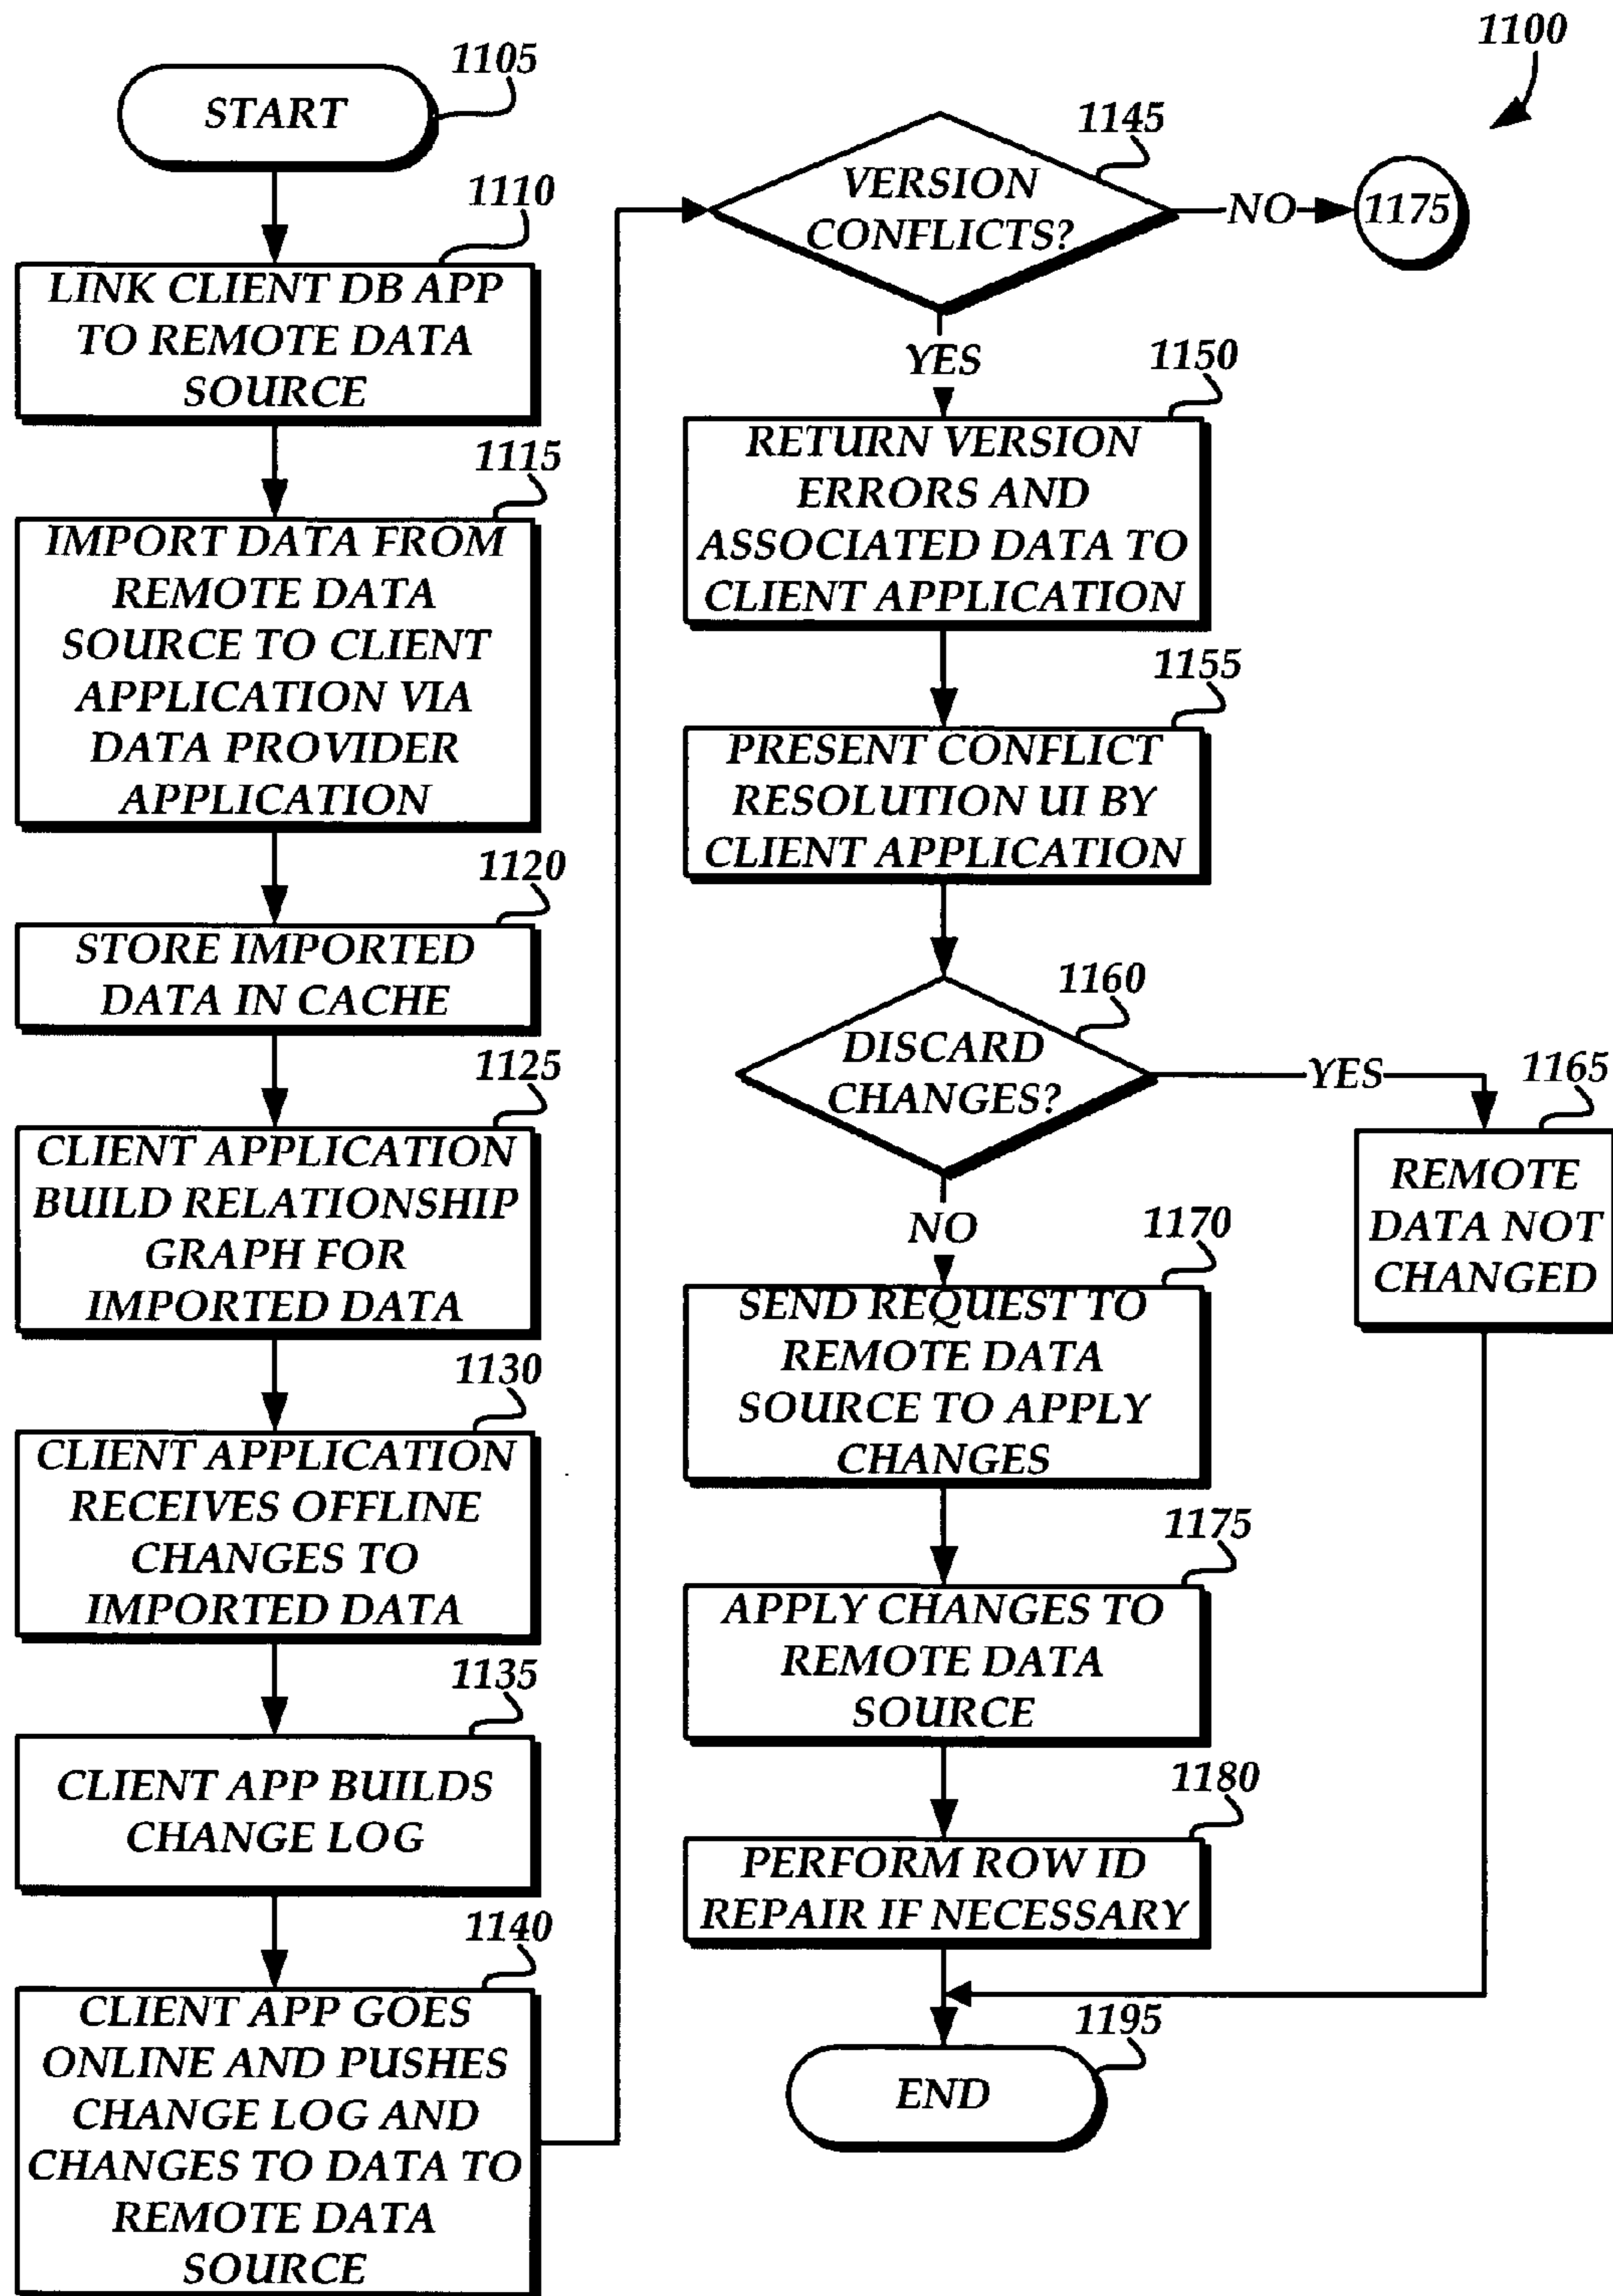 1100
1105
START
1110
LINK CLIENT DB APP
TO REMOTE DATA
SOURCE
1115
IMPORT DATA FROM
REMOTE DATA
SOURCE TO CLIENT
APPLICATION VIA
DATA PROVIDER
APPLICATION
1120
STORE IMPORTED
DATA IN CACHE
1125
CLIENT APPLICATION
BUILD RELATIONSHIP
GRAPH FOR
IMPORTED DATA
1130
CLIENT APPLICATION
RECEIVES OFFLINE
CHANGES TO
IMPORTED DATA
1135
CLIENT APP BUILDS
CHANGE LOG
1140
CLIENT APP GOES
ONLINE AND PUSHES
CHANGE LOG AND
CHANGES TO DATA TO
REMOTE DATA
SOURCE
1145
VERSION
CONFLICTS?
NO
1175
YES
1150
RETURN VERSION
ERRORS AND
ASSOCIATED DATA TO
CLIENT APPLICATION
1155
PRESENT CONFLICT
RESOLUTION UI BY
CLIENT APPLICATION
1160
DISCARD
CHANGES?
YES
1165
REMOTE
DATA NOT
CHANGED
NO
1170
SEND REQUEST TO
REMOTE DATA
SOURCE TO APPLY
CHANGES
1175
APPLY CHANGES TO
REMOTE DATA
SOURCE
1180
PERFORM ROW ID
REPAIR IF NECESSARY
1195
END